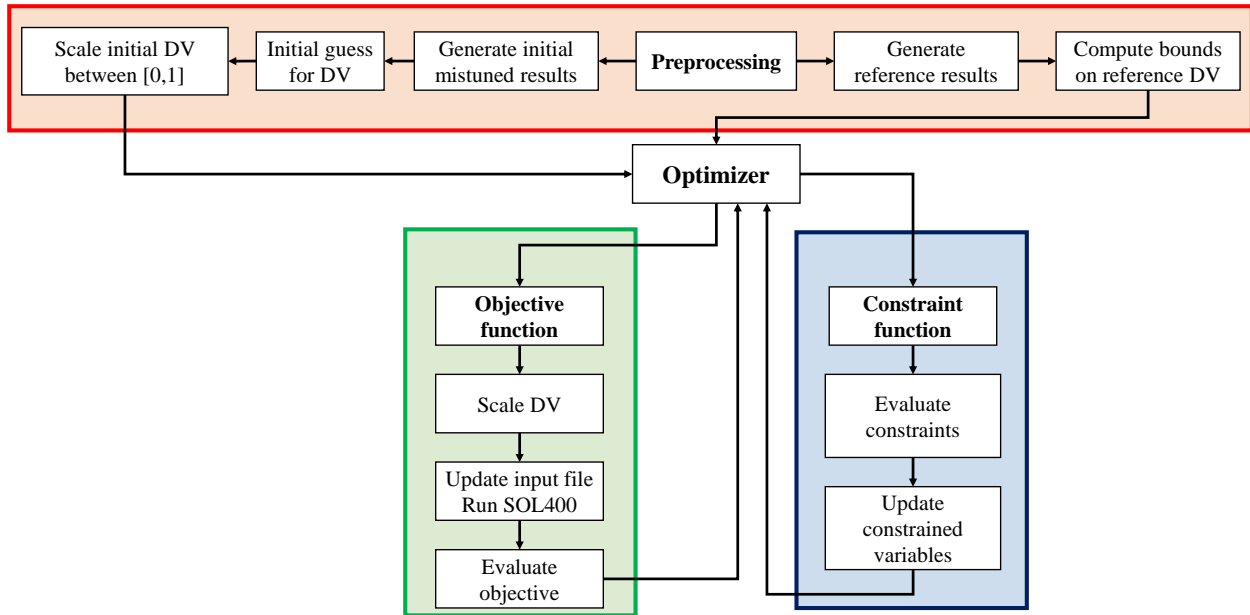 Scale initial DV
between [0,1]
Initial guess
for DV
Generate initial
mistuned results
Preprocessing
Generate
reference results
Compute bounds
on reference DV
Optimizer
Objective
function
Scale DV
Update input file
Run SOL400
Evaluate
objective
Constraint
function
Evaluate
constraints
Update
constrained
variables